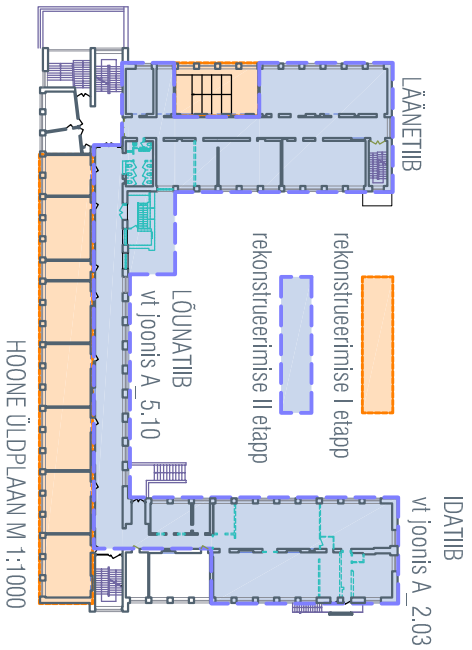 LÄÄNETIIB
rekonstrueerimise I etapp
rekonstrueerimise II etapp
LÕUNATIIB
vt joonis A_5.10
IDATIIB
vt joonis A_2.03
HOONE ÜLDPLAAN M 1:1000